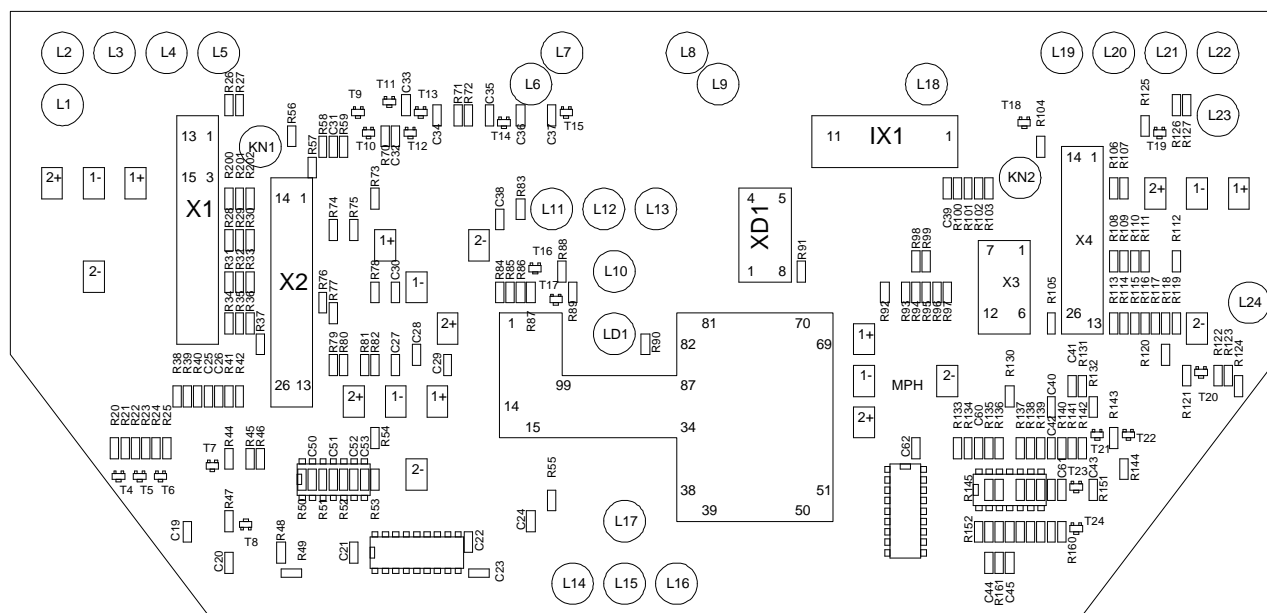 L2 L3 L4 L5 L7 L8 L19 L20 L21 L22
L1 L6 L9 L18 L23
R26 R27 T9 T11 C33 T13 R71 R72 C35 T15 T18 R104 R125
R56 R58 C31 R59 T10 R70 C32 T12 C34 T14 C36 C37 T19 R126 R127
13 1 KN1 R57 11 IX1 1 14 1 R106 R107
15 3 R200 R201 R202 KN2
2+ 1- 1+ 14 1 R73 R83 4 5 2+ 1- 1+
X1 R28 R29 R30 R74 R75 C38 L11 L12 L13 XD1 C39 R100 R101 R102 R103
1+ 2- X4 R108 R109 R110 R111 R112
2- R31 R32 R33 X2 R76 R78 C30 1- T16 R88 L10 1 8 R91 R98 R99 7 1 X3
R84 R85 R86
R34 R35 R36 R77 T17 R87 R89 R92 R93 R94 R95 R96 R97 12 6 R105 26 13 R113 R114 R115 R116 R117 R118 R119 L24
R37 2+ 1 LD1 R90 81 70 1+ 2-
R79 R80 R81 R82 C27 C28 C29 82 69 R120
R38 R39 R40 C25 C26 R41 R42 26 13 99 87 1- MPH 2- R130 C41 R131 R132 R121 T20 R122 R123 R124
2+ 1- 1+ 14 C40
R20 R21 R22 R23 R24 R25 R54 15 34 2+ R133 R134 C60 R135 R136 R137 R138 R139 C42 R140 R141 R142 R143
T7 R44 R45 R46 C50 C51 C52 C53 C62 T21 T22
T4 T5 T6 2- R55 R145 C61 T23 C43 R151 R144
R47 R50 R51 R52 R53 38 51
T8 C19 R48 C24 L17 39 50 R152 R160 T24
C20 R49 C21 C22
C23 L14 L15 L16 C44 R161 C45